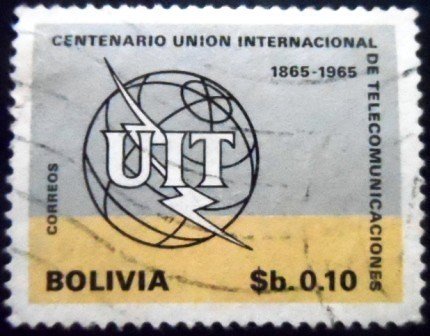 CENTENARIO UNION INTERNACIONAL
DE TELECOMUNICACIONES
1865-1965
UIT
CORREOS
BOLIVIA $b.0.10